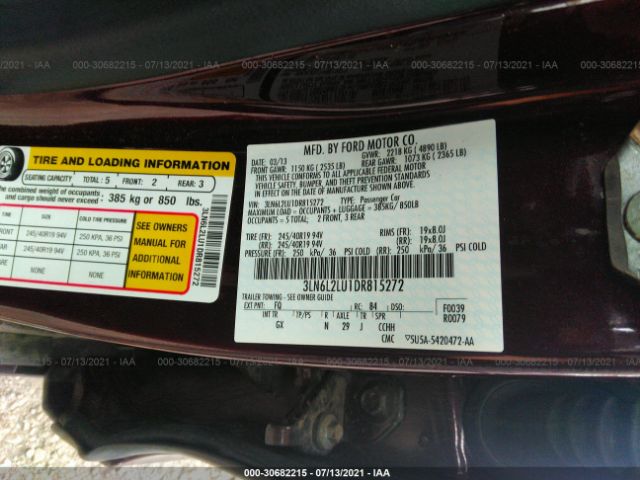 000-30682215 - 07/13/2021 - IAA
TIRE AND LOADING INFORMATION
SEATING CAPACITY TOTAL: 5 FRONT: 2 REAR: 3
The combined weight of occupants and cargo should never exceed: 385 kg or 850 lbs.
TIRE COLD TIRE PRESSURE
245/40R19 94V 250 KPA, 36 PSI
245/40R19 94V 250 KPA, 36 PSI
NONE NONE
SEE OWNERS
MANUAL FOR
ADDITIONAL
INFORMATION
3LN6L2LU1DR815272
MFD. BY FORD MOTOR CO.
DATE: 03/13 GVWR: 2218 KG ( 4890 LB)
FRONT GAWR: 1150 KG ( 2535 LB) REAR GAWR: 1073 KG ( 2365 LB)
THIS VEHICLE CONFORMS TO ALL APPLICABLE FEDERAL MOTOR
VEHICLE SAFETY, BUMPER, AND THEFT PREVENTION STANDARDS
IN EFFECT ON THE DATE OF MANUFACTURE SHOWN ABOVE.
VIN: 3LN6L2LU1DR815272 TYPE: Passenger Car
MAXIMUM LOAD = OCCUPANTS + LUGGAGE = 385KG/850LB
OCCUPANTS = 5 TOTAL: 2 FRONT, 3 REAR
TIRE (FR): 245/40R19 94V RIMS (FR): 19x8.0J
(RR): 245/40R19 94V (RR): 19x8.0J
PRESSURE (FR): 250 kPa/ 36 PSI COLD (RR): 250 kPa/ 36 PSI COLD
3LN6L2LU1DR815272
TRAILER TOWING - SEE OWNER GUIDE
EXT PNT: FQ RC: 84 DSO: F0039
INT TR TP/PS R AXLE TR SPR R0079
GX N 29 J CCHH
CMC 5U5A-5420472-AA
000-30682215 - 07/13/2021 - IAA